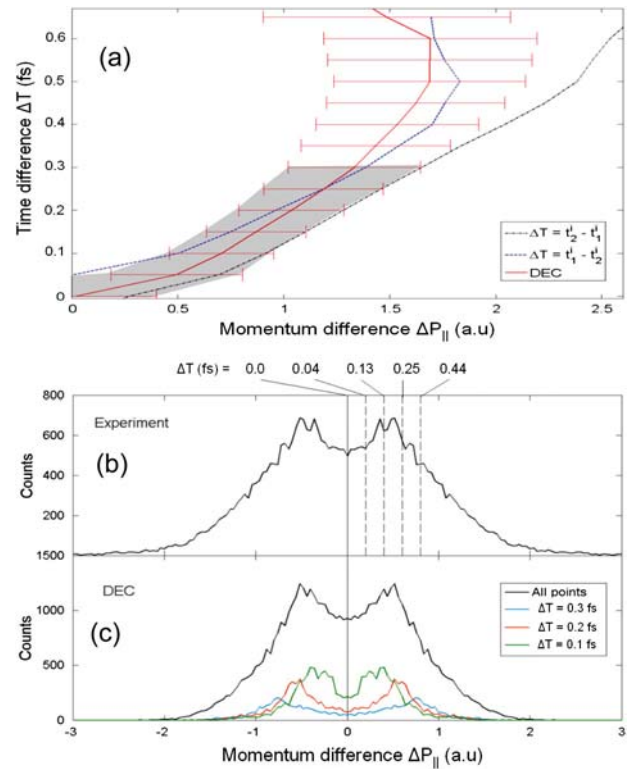 (a)
0.6
0.5
0.4
0.3
0.2
0.1
0
Time difference ΔT (fs)
ΔT = t₂ⁱ - t₁ⁱ
ΔT = t₁ⁱ - t₂ⁱ
DEC
0 0.5 1 1.5 2 2.5
Momentum difference ΔP|| (a.u)
ΔT (fs) = 0.0 0.04 0.13 0.25 0.44
800
600
400
200
1500
Counts
Experiment
(b)
1000
500
0
Counts
DEC
(c)
All points
ΔT = 0.3 fs
ΔT = 0.2 fs
ΔT = 0.1 fs
-3 -2 -1 0 1 2 3
Momentum difference ΔP|| (a.u)